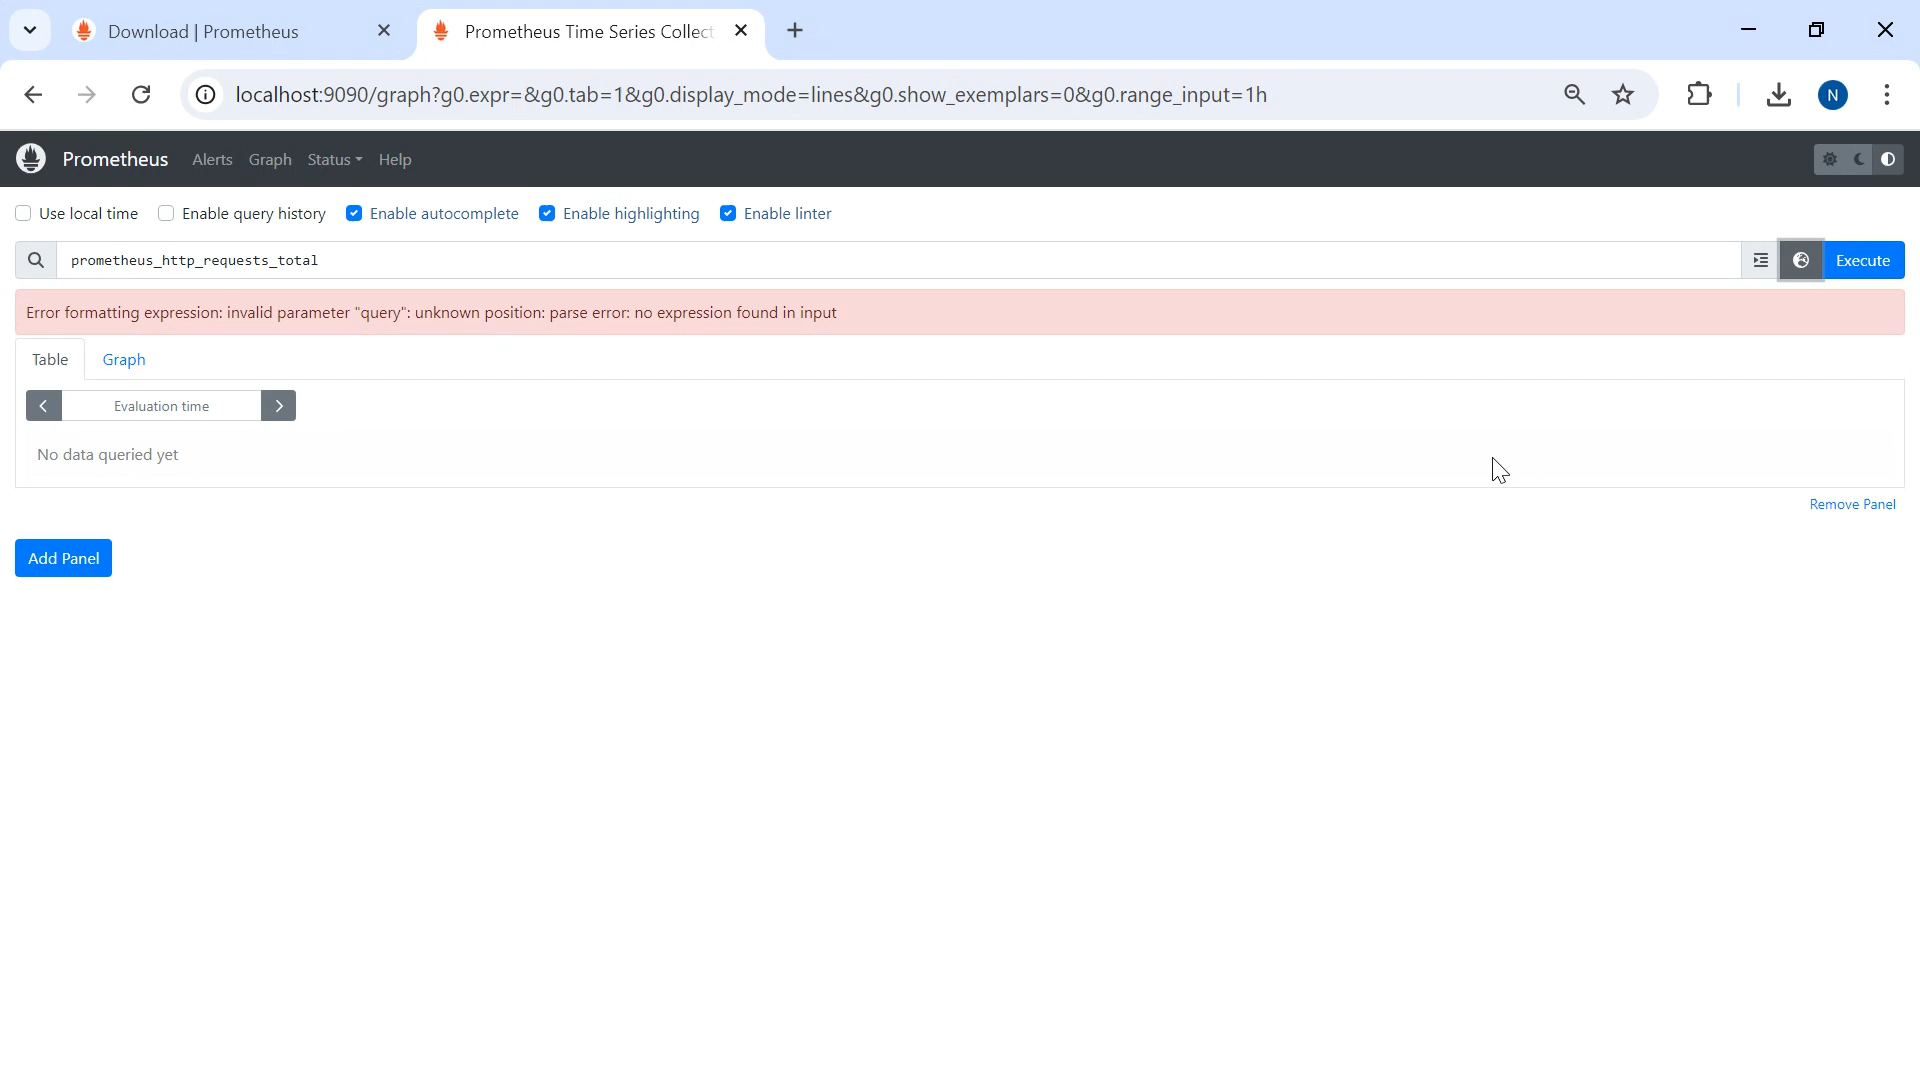 Download | Prometheus
Prometheus Time Series Collect
localhost:9090/graph?g0.expr=&g0.tab=1&g0.display_mode=lines&g0.show_exemplars=0&g0.range_input=1h
N
Prometheus Alerts Graph Status Help
Use local time Enable query history Enable autocomplete Enable highlighting Enable linter
prometheus_http_requests_total Execute
Error formatting expression: invalid parameter "query": unknown position: parse error: no expression found in input
Table Graph
Evaluation time
No data queried yet
Remove Panel
Add Panel